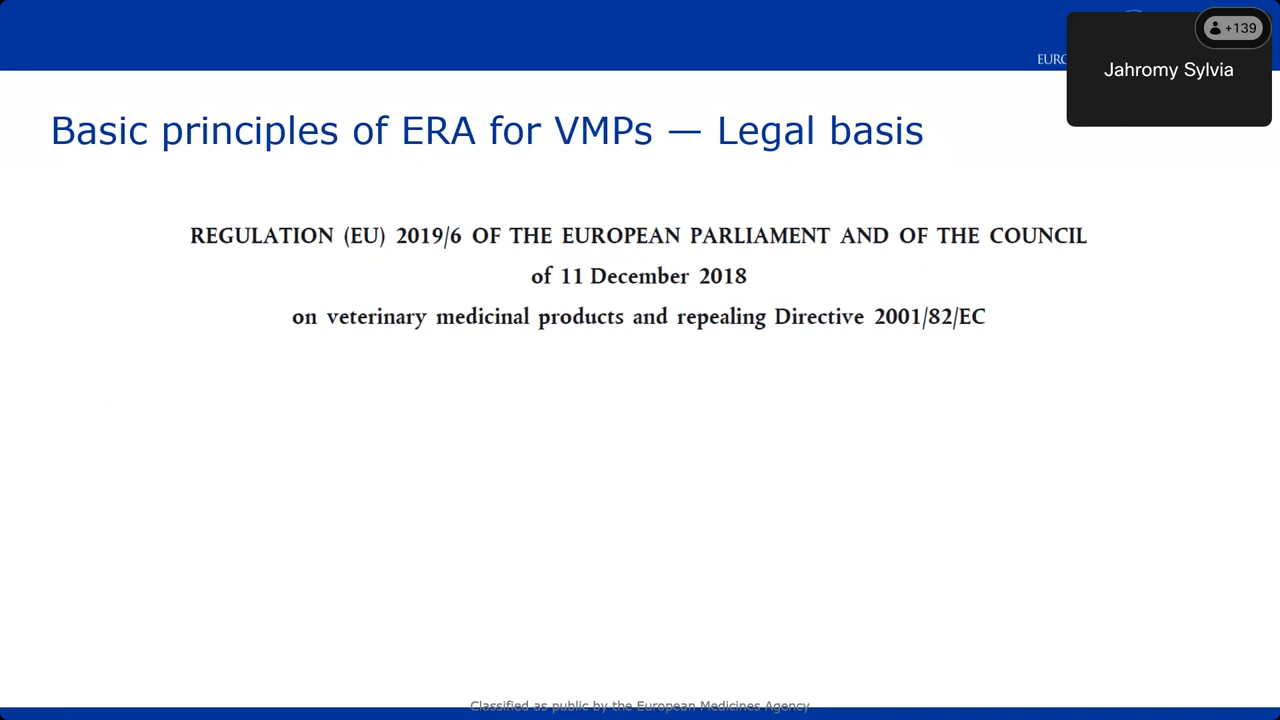 +139
Jahromy Sylvia
Basic principles of ERA for VMPs — Legal basis
REGULATION (EU) 2019/6 OF THE EUROPEAN PARLIAMENT AND OF THE COUNCIL
of 11 December 2018
on veterinary medicinal products and repealing Directive 2001/82/EC
Classified as public by the European Medicines Agency